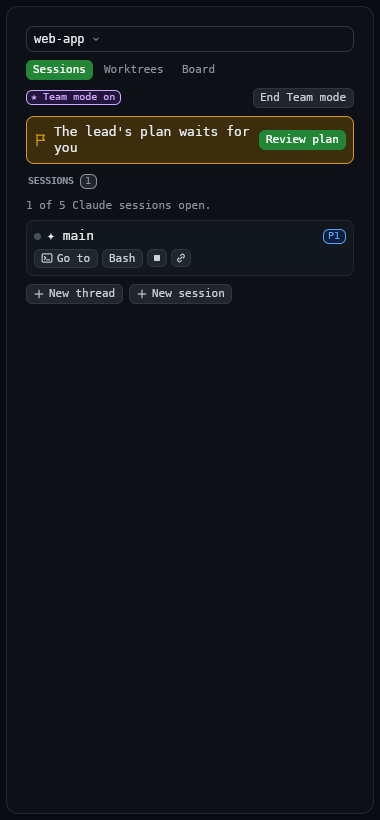 web-app
Sessions Worktrees Board
★ Team mode on End Team mode
The lead's plan waits for
you
Review plan
SESSIONS 1
1 of 5 Claude sessions open.
✦ main P1
Go to Bash
+ New thread + New session